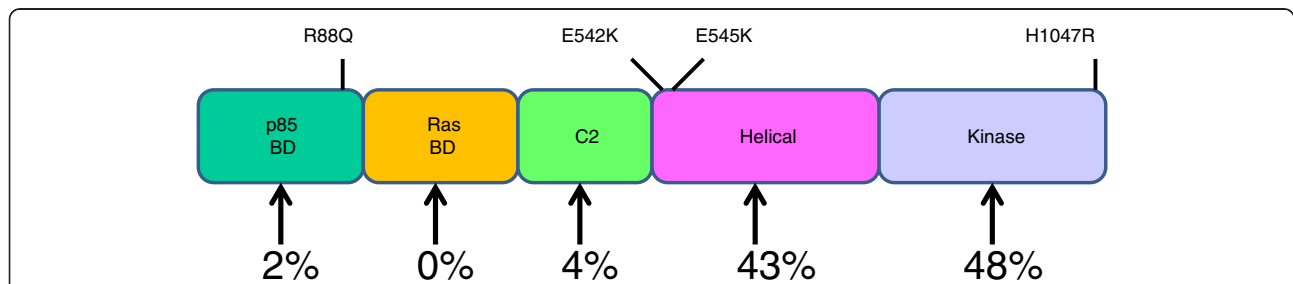 R88Q E542K E545K H1047R
p85
BD
Ras
BD
C2
Helical
Kinase
2% 0% 4% 43% 48%